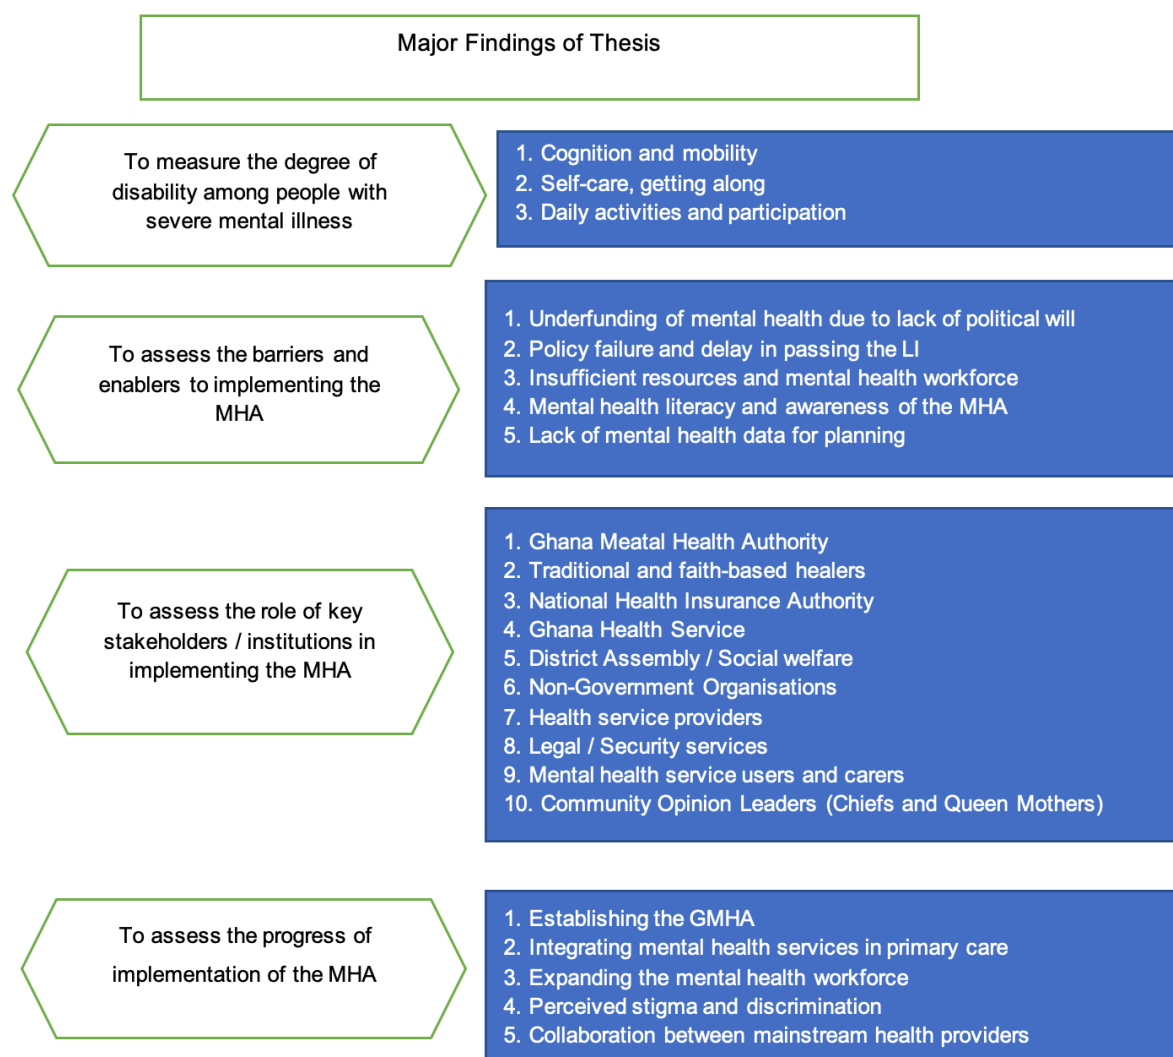 Major Findings of Thesis
To measure the degree of
disability among people with
severe mental illness
1. Cognition and mobility
2. Self-care, getting along
3. Daily activities and participation
To assess the barriers and
enablers to implementing the
MHA
1. Underfunding of mental health due to lack of political will
2. Policy failure and delay in passing the LI
3. Insufficient resources and mental health workforce
4. Mental health literacy and awareness of the MHA
5. Lack of mental health data for planning
To assess the role of key
stakeholders / institutions in
implementing the MHA
1. Ghana Meatal Health Authority
2. Traditional and faith-based healers
3. National Health Insurance Authority
4. Ghana Health Service
5. District Assembly / Social welfare
6. Non-Government Organisations
7. Health service providers
8. Legal / Security services
9. Mental health service users and carers
10. Community Opinion Leaders (Chiefs and Queen Mothers)
To assess the progress of
implementation of the MHA
1. Establishing the GMHA
2. Integrating mental health services in primary care
3. Expanding the mental health workforce
4. Perceived stigma and discrimination
5. Collaboration between mainstream health providers